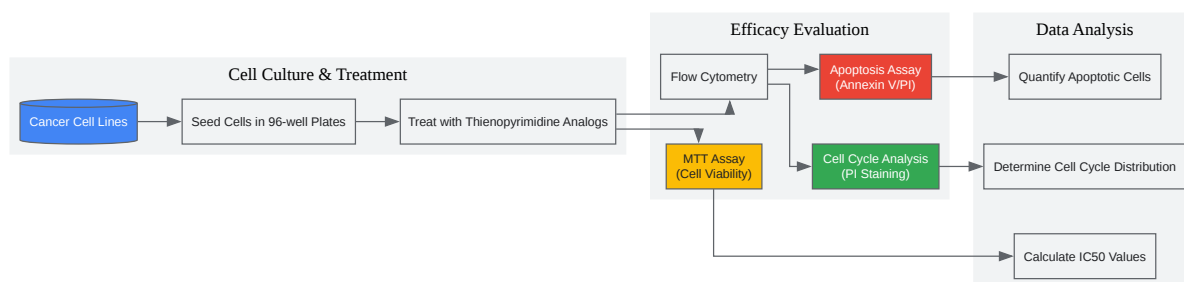 Cell Culture & Treatment
Cancer Cell Lines
Seed Cells in 96-well Plates
Treat with Thienopyrimidine Analogs
Efficacy Evaluation
Flow Cytometry
Apoptosis Assay
(Annexin V/PI)
MTT Assay
(Cell Viability)
Cell Cycle Analysis
(PI Staining)
Data Analysis
Quantify Apoptotic Cells
Determine Cell Cycle Distribution
Calculate IC50 Values